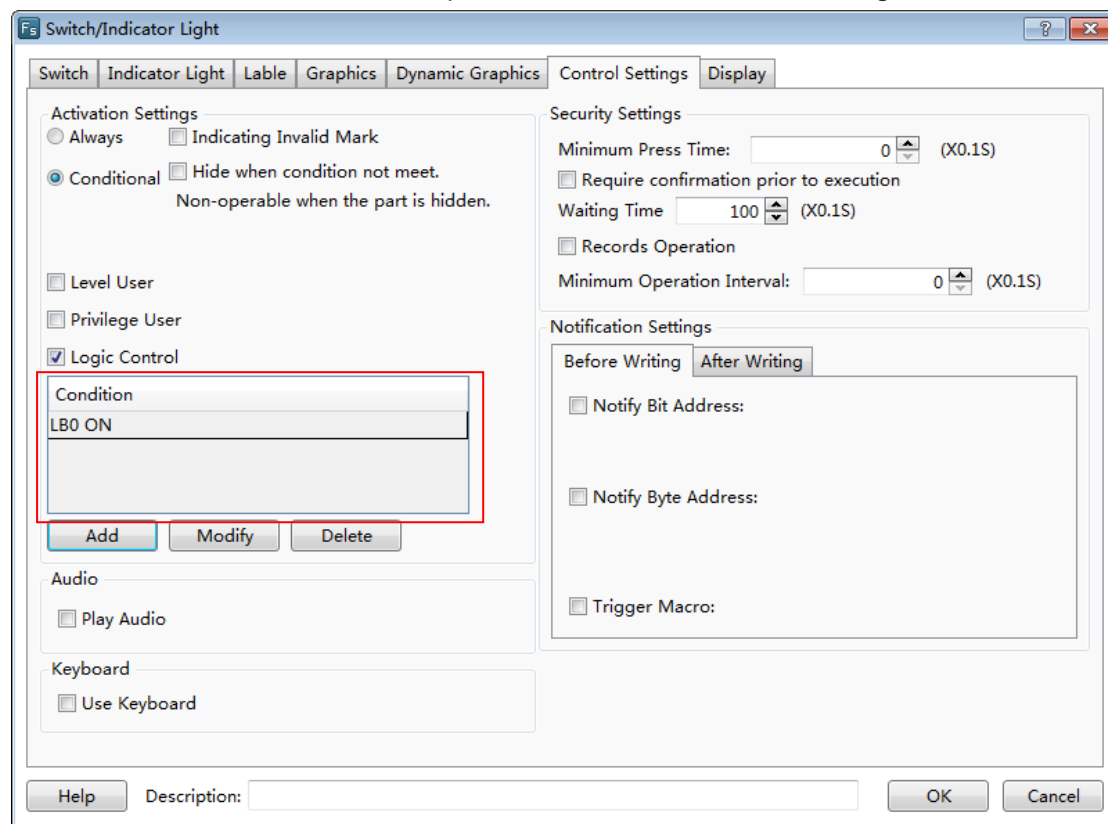 Fs Switch/Indicator Light
Switch Indicator Light Lable Graphics Dynamic Graphics Control Settings Display
Activation Settings
Always Indicating Invalid Mark
Conditional Hide when condition not meet.
Non-operable when the part is hidden.
Level User
Privilege User
Logic Control
Condition
LB0 ON
Add Modify Delete
Audio
Play Audio
Keyboard
Use Keyboard
Security Settings
Minimum Press Time: 0 (X0.1S)
Require confirmation prior to execution
Waiting Time 100 (X0.1S)
Records Operation
Minimum Operation Interval: 0 (X0.1S)
Notification Settings
Before Writing After Writing
Notify Bit Address:
Notify Byte Address:
Trigger Macro:
Help Description: OK Cancel